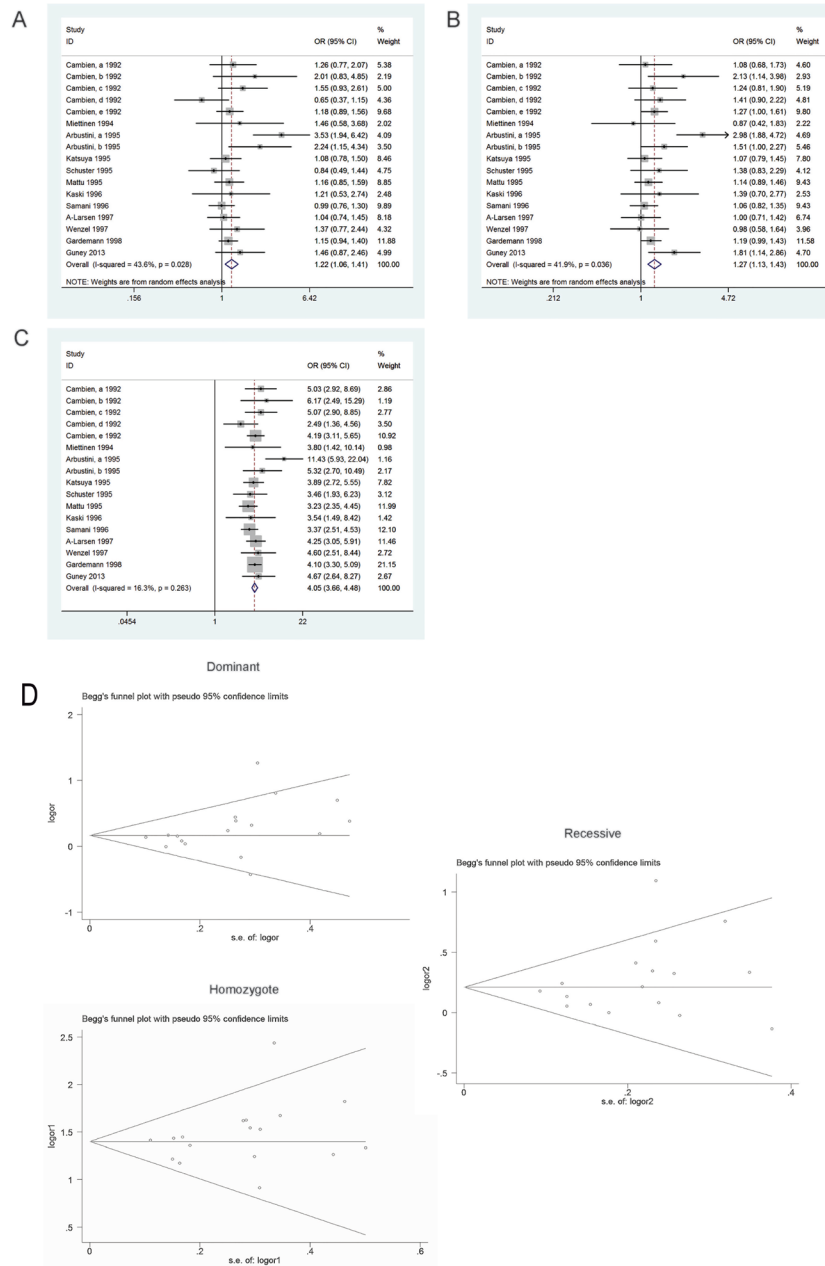 A
Study %
ID OR (95% CI) Weight
Cambien, a 1992 1.26 (0.77, 2.07) 5.38
Cambien, b 1992 2.01 (0.83, 4.85) 2.19
Cambien, c 1992 1.55 (0.93, 2.61) 5.00
Cambien, d 1992 0.65 (0.37, 1.15) 4.36
Cambien, e 1992 1.18 (0.89, 1.56) 9.68
Miettinen 1994 1.46 (0.58, 3.68) 2.02
Arbustini, a 1995 3.53 (1.94, 6.42) 4.09
Arbustini, b 1995 2.24 (1.15, 4.34) 3.50
Katsuya 1995 1.08 (0.78, 1.50) 8.46
Schuster 1995 0.84 (0.49, 1.44) 4.75
Mattu 1995 1.16 (0.85, 1.59) 8.85
Kaski 1996 1.21 (0.53, 2.74) 2.48
Samani 1996 0.99 (0.76, 1.30) 9.89
A-Larsen 1997 1.04 (0.74, 1.45) 8.18
Wenzel 1997 1.37 (0.77, 2.44) 4.32
Gardemann 1998 1.15 (0.94, 1.40) 11.88
Guney 2013 1.46 (0.87, 2.46) 4.99
Overall (I-squared = 43.6%, p = 0.028) 1.22 (1.06, 1.41) 100.00
NOTE: Weights are from random effects analysis
.156 1 6.42
B
Study %
ID OR (95% CI) Weight
Cambien, a 1992 1.08 (0.68, 1.73) 4.60
Cambien, b 1992 2.13 (1.14, 3.98) 2.93
Cambien, c 1992 1.24 (0.81, 1.90) 5.19
Cambien, d 1992 1.41 (0.90, 2.22) 4.81
Cambien, e 1992 1.27 (1.00, 1.61) 9.80
Miettinen 1994 0.87 (0.42, 1.83) 2.22
Arbustini, a 1995 2.98 (1.88, 4.72) 4.69
Arbustini, b 1995 1.51 (1.00, 2.27) 5.46
Katsuya 1995 1.07 (0.79, 1.45) 7.80
Schuster 1995 1.38 (0.83, 2.29) 4.12
Mattu 1995 1.14 (0.89, 1.46) 9.43
Kaski 1996 1.39 (0.70, 2.77) 2.53
Samani 1996 1.06 (0.82, 1.35) 9.43
A-Larsen 1997 1.00 (0.71, 1.42) 6.74
Wenzel 1997 0.98 (0.58, 1.64) 3.96
Gardemann 1998 1.19 (0.99, 1.43) 11.58
Guney 2013 1.81 (1.14, 2.86) 4.70
Overall (I-squared = 41.9%, p = 0.036) 1.27 (1.13, 1.43) 100.00
NOTE: Weights are from random effects analysis
.212 1 4.72
C
Study %
ID OR (95% CI) Weight
Cambien, a 1992 5.03 (2.92, 8.69) 2.86
Cambien, b 1992 6.17 (2.49, 15.29) 1.19
Cambien, c 1992 5.07 (2.90, 8.85) 2.77
Cambien, d 1992 2.49 (1.36, 4.56) 3.50
Cambien, e 1992 4.19 (3.11, 5.65) 10.92
Miettinen 1994 3.80 (1.42, 10.14) 0.98
Arbustini, a 1995 11.43 (5.93, 22.04) 1.16
Arbustini, b 1995 5.32 (2.70, 10.49) 2.17
Katsuya 1995 3.89 (2.72, 5.55) 7.82
Schuster 1995 3.46 (1.93, 6.23) 3.12
Mattu 1995 3.23 (2.35, 4.45) 11.99
Kaski 1996 3.54 (1.49, 8.42) 1.42
Samani 1996 3.37 (2.51, 4.53) 12.10
A-Larsen 1997 4.25 (3.05, 5.91) 11.46
Wenzel 1997 4.60 (2.51, 8.44) 2.72
Gardemann 1998 4.10 (3.30, 5.09) 21.15
Guney 2013 4.67 (2.64, 8.27) 2.67
Overall (I-squared = 16.3%, p = 0.263) 4.05 (3.66, 4.48) 100.00
.0454 1 22
D
Dominant
Begg's funnel plot with pseudo 95% confidence limits
2
1
0
-1
logor
0 .2 .4
s.e. of: logor
Recessive
Begg's funnel plot with pseudo 95% confidence limits
1
.5
0
-.5
logor2
0 .2 .4
s.e. of: logor2
Homozygote
Begg's funnel plot with pseudo 95% confidence limits
2.5
2
1.5
1
.5
logor1
0 .2 .4 .6
s.e. of: logor1